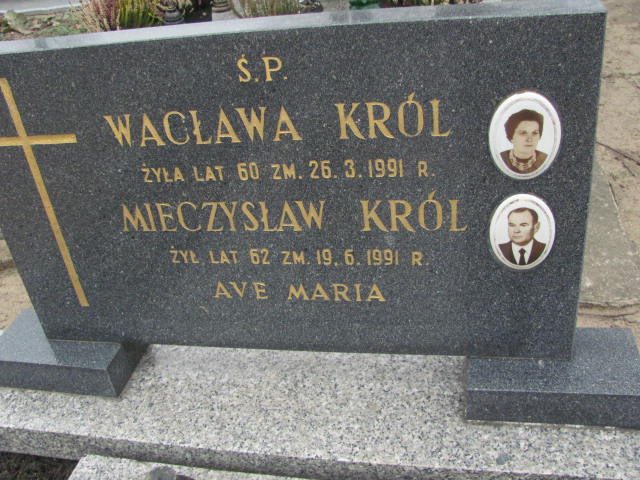 Ś.P.
WACŁAWA KRÓL
ŻYŁA LAT 60 ZM. 26.3.1991 R.
MIECZYSŁAW KRÓL
ŻYŁ LAT 62 ZM. 19.6.1991 R.
AVE MARIA